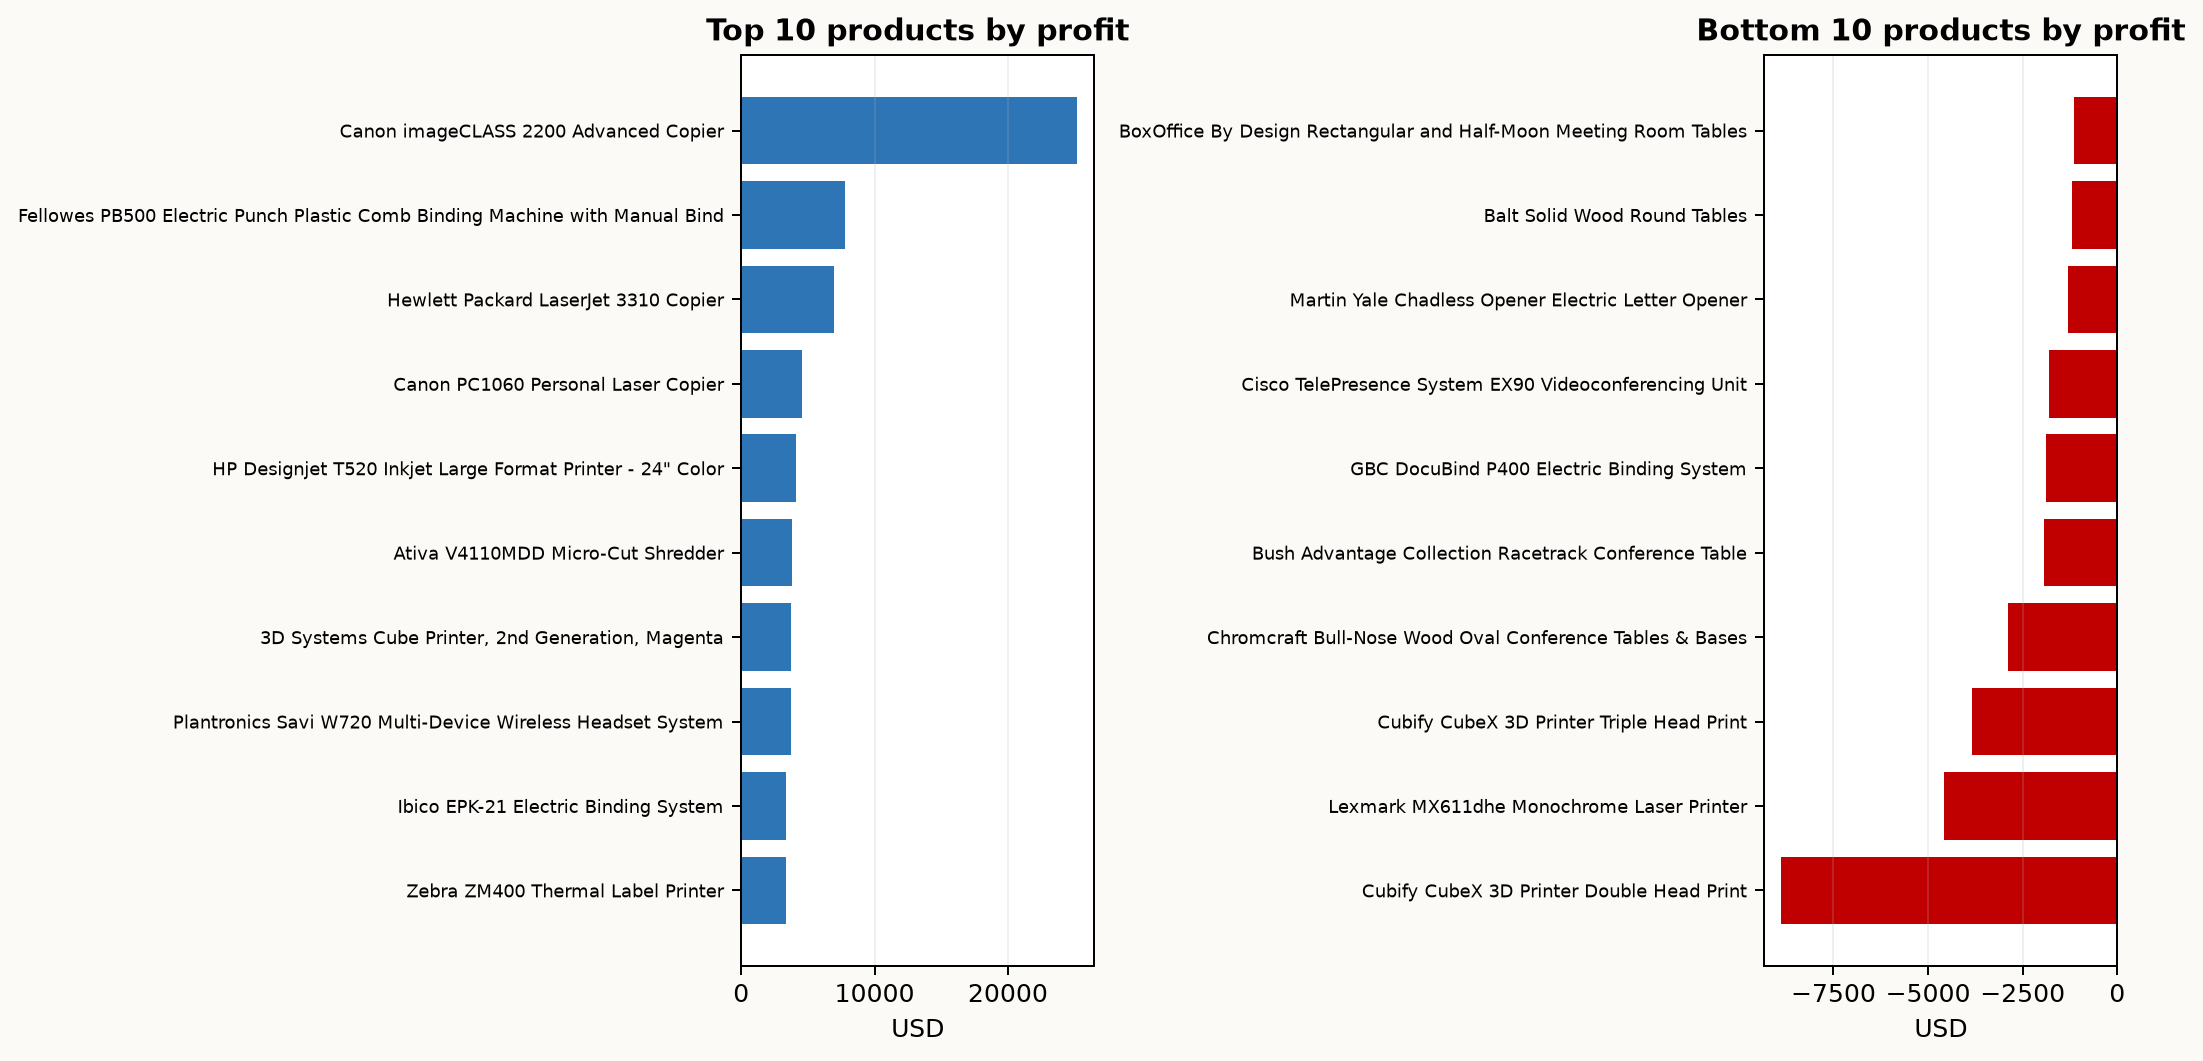 Top 10 products by profit
Canon imageCLASS 2200 Advanced Copier
Fellowes PB500 Electric Punch Plastic Comb Binding Machine with Manual Bind
Hewlett Packard LaserJet 3310 Copier
Canon PC1060 Personal Laser Copier
HP Designjet T520 Inkjet Large Format Printer - 24" Color
Ativa V4110MDD Micro-Cut Shredder
3D Systems Cube Printer, 2nd Generation, Magenta
Plantronics Savi W720 Multi-Device Wireless Headset System
Ibico EPK-21 Electric Binding System
Zebra ZM400 Thermal Label Printer
0 10000 20000
USD
Bottom 10 products by profit
BoxOffice By Design Rectangular and Half-Moon Meeting Room Tables
Balt Solid Wood Round Tables
Martin Yale Chadless Opener Electric Letter Opener
Cisco TelePresence System EX90 Videoconferencing Unit
GBC DocuBind P400 Electric Binding System
Bush Advantage Collection Racetrack Conference Table
Chromcraft Bull-Nose Wood Oval Conference Tables & Bases
Cubify CubeX 3D Printer Triple Head Print
Lexmark MX611dhe Monochrome Laser Printer
Cubify CubeX 3D Printer Double Head Print
−7500 −5000 −2500 0
USD